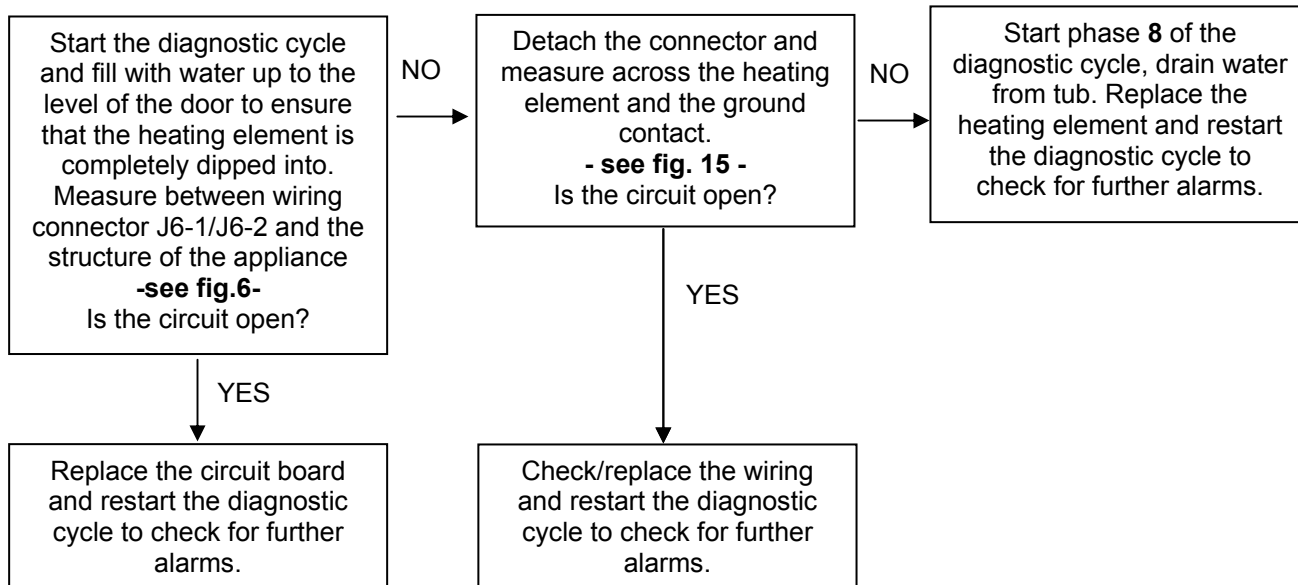 Start the diagnostic cycle
and fill with water up to the
level of the door to ensure
that the heating element is
completely dipped into.
Measure between wiring
connector J6-1/J6-2 and the
structure of the appliance
-see fig.6-
Is the circuit open?
NO
Detach the connector and
measure across the heating
element and the ground
contact.
- see fig. 15 -
Is the circuit open?
NO
Start phase 8 of the
diagnostic cycle, drain water
from tub. Replace the
heating element and restart
the diagnostic cycle to
check for further alarms.
YES
YES
Replace the circuit board
and restart the diagnostic
cycle to check for further
alarms.
Check/replace the wiring
and restart the diagnostic
cycle to check for further
alarms.